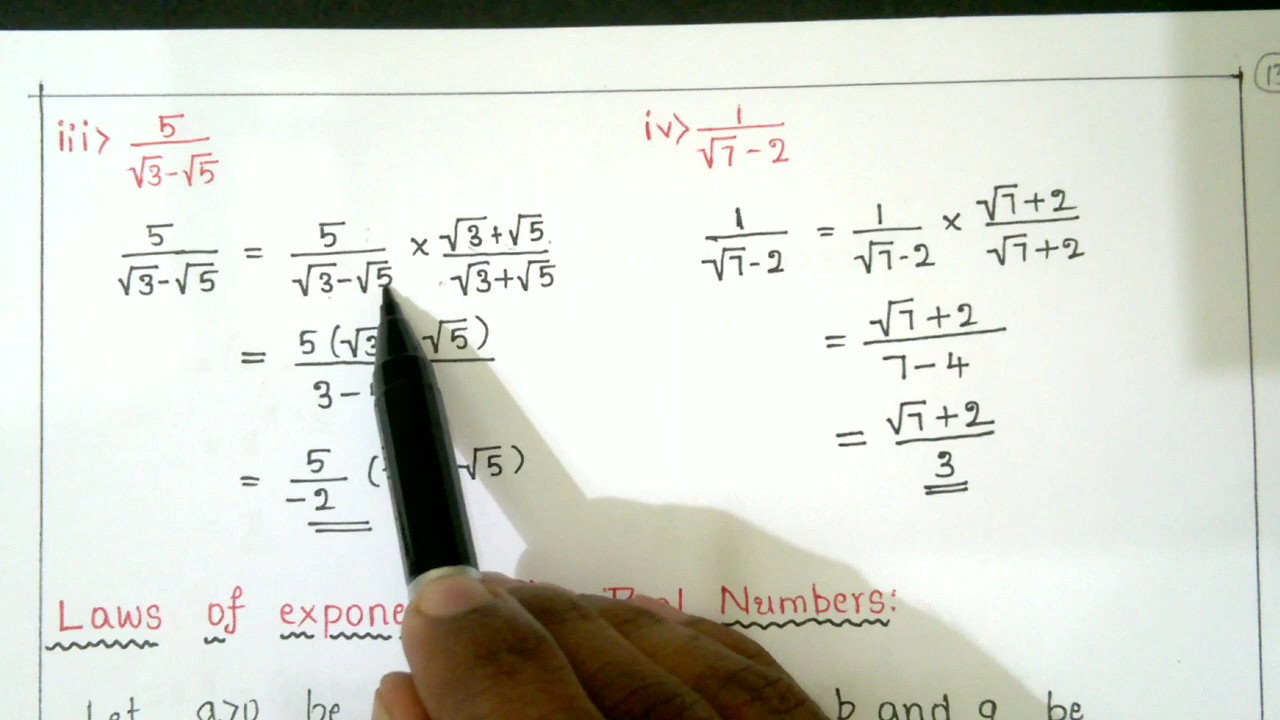 iii> 5/(√3-√5)
5/(√3-√5) = 5/(√3-√5) × (√3+√5)/(√3+√5)
= 5(√3 √5)/3-
= 5/-2 ( -√5)
iv> 1/(√7-2)
1/(√7-2) = 1/(√7-2) × (√7+2)/(√7+2)
= (√7+2)/(7-4)
= (√7+2)/3
Laws of Numbers:
Let a>0 be b and q be